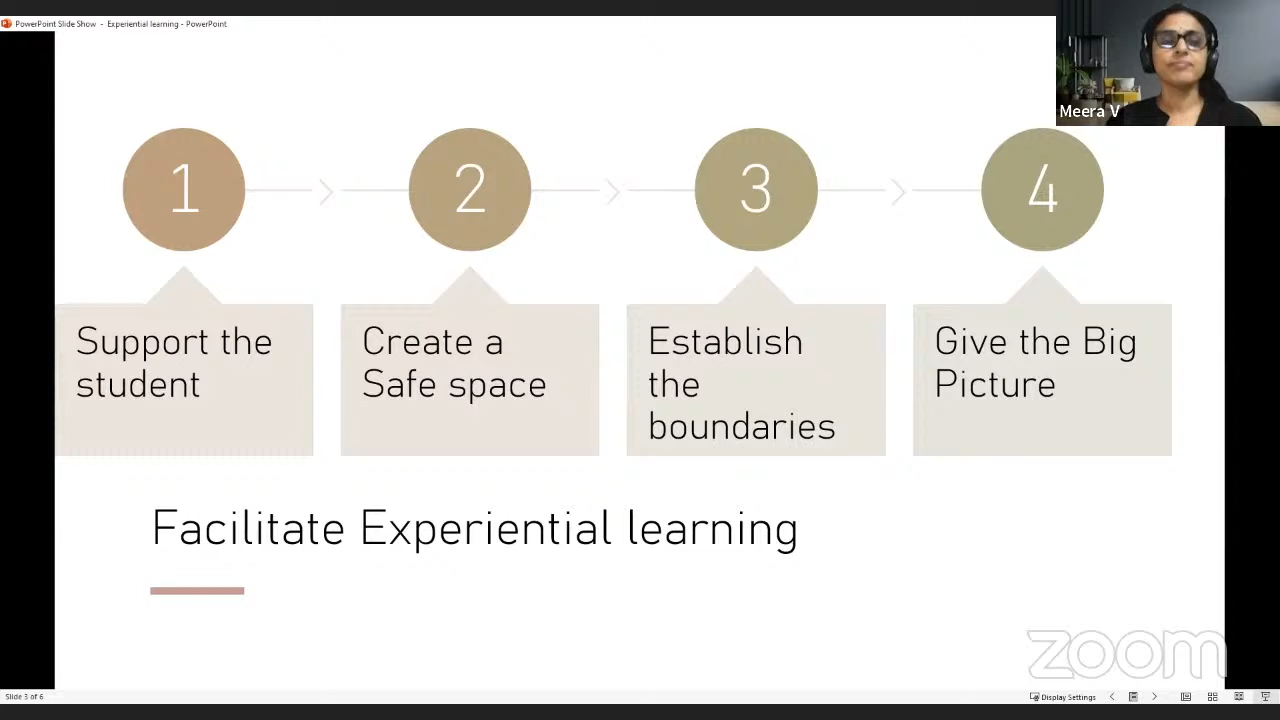 PowerPoint Slide Show - Experiential learning - PowerPoint
Meera V
1
2
3
4
Support the
student
Create a
Safe space
Establish
the
boundaries
Give the Big
Picture
Facilitate Experiential learning
zoom
Slide 3 of 6
Display Settings